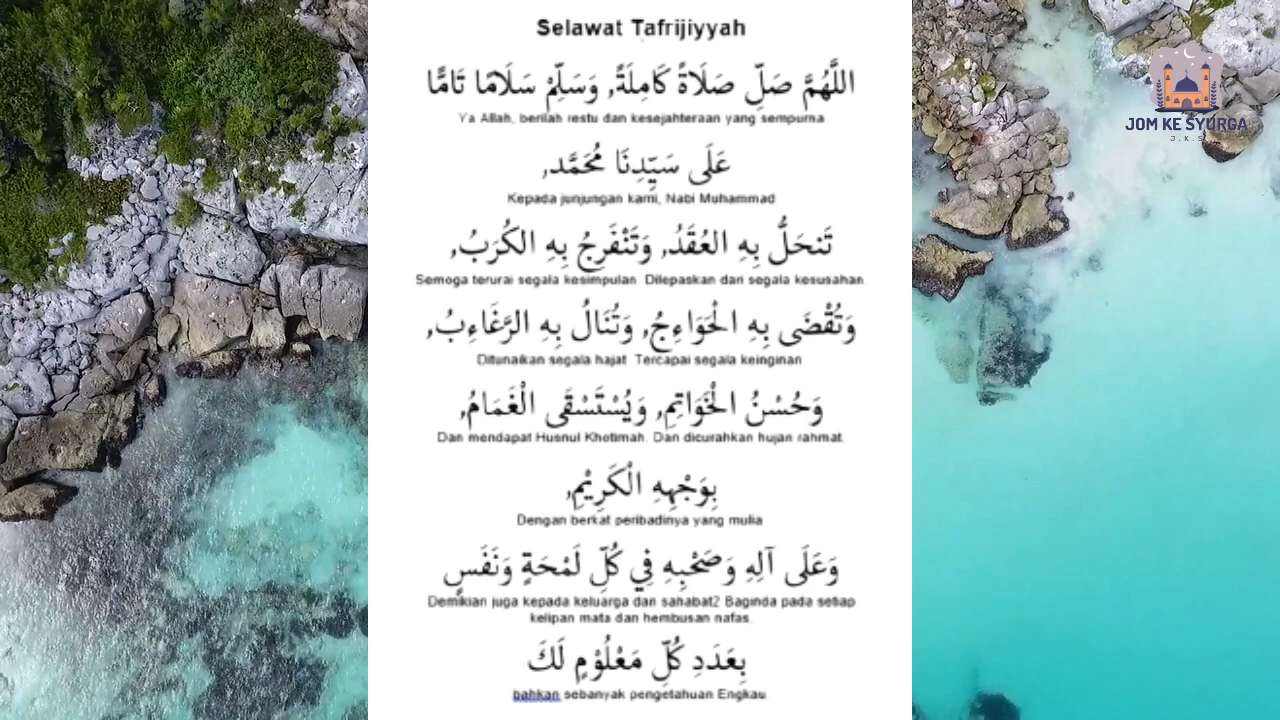 Selawat Tafrijiyyah
اللَّهُمَّ صَلِّ صَلَاةً كَامِلَةً, وَسَلِّمْ سَلَامًا تَامًّا
Ya Allah, berilah restu dan kesejahteraan yang sempurna
عَلَى سَيِّدِنَا مُحَمَّد,
Kepada junjungan kami, Nabi Muhammad
تَنحَلُّ بِهِ العُقَدُ, وَتَنْفَرِجُ بِهِ الكُرَبُ,
Semoga terurai segala kesimpulan. Dilepaskan dari segala kesusahan
وَتُقْضَى بِهِ الْحَوَاءِجُ, وَتُنَالُ بِهِ الرَّغَاءِبُ,
Ditunaikan segala hajat Tercapai segala keinginan
وَحُسْنُ الْخَوَاتِمِ, وَيُسْتَسْقَى الْغَمَامُ,
Dan mendapat Husnul Khotimah. Dan dicurahkan hujan rahmat
بِوَجْهِهِ الْكَرِيْمِ,
Dengan berkat peribadinya yang mulia
وَعَلَى آلِهِ وَصَحْبِهِ فِي كُلِّ لَمْحَةٍ وَنَفَسٍ
Demikian juga kepada keluarga dan sahabat2 Baginda pada setiap
kelipan mata dan hembusan nafas.
بِعَدَدِ كُلِّ مَعْلُوْمٍ لَكَ
bahkan sebanyak pengetahuan Engkau
JOM KE SYURGA
J.K.S